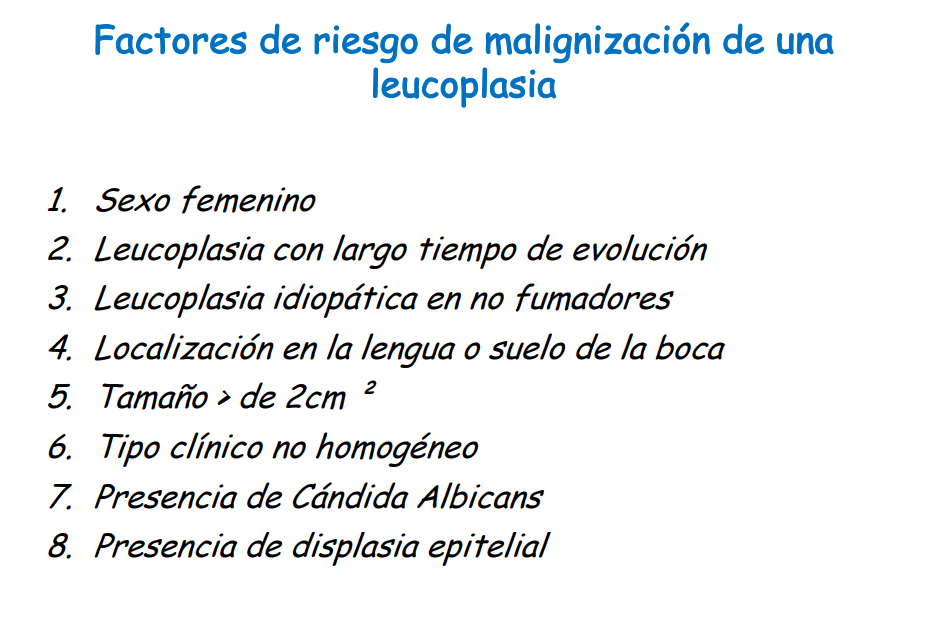 Factores de riesgo de malignización de una
leucoplasia
1. Sexo femenino
2. Leucoplasia con largo tiempo de evolución
3. Leucoplasia idiopática en no fumadores
4. Localización en la lengua o suelo de la boca
5. Tamaño > de 2cm ²
6. Tipo clínico no homogéneo
7. Presencia de Cándida Albicans
8. Presencia de displasia epitelial